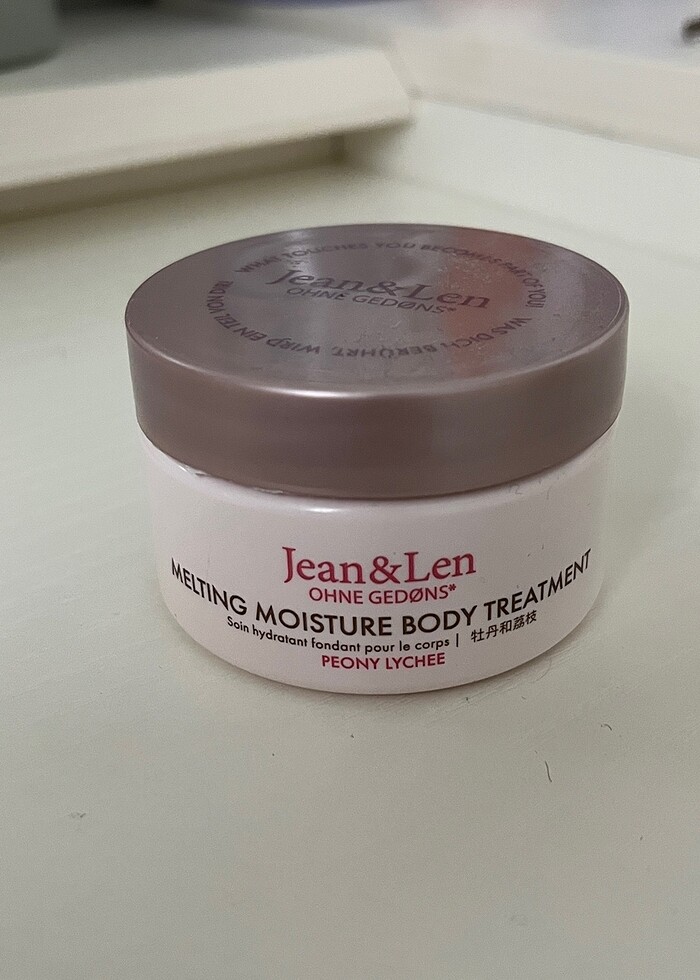 WHAT TOUCHES YOU BECOMES PART OF YOU!
Jean&Len
OHNE GEDØNS*
WAS DICH BERÜHRT, WIRD EIN TEIL VON DIR!
Jean&Len
OHNE GEDØNS*
MELTING MOISTURE BODY TREATMENT
Soin hydratant fondant pour le corps | 牡丹和荔枝
PEONY LYCHEE